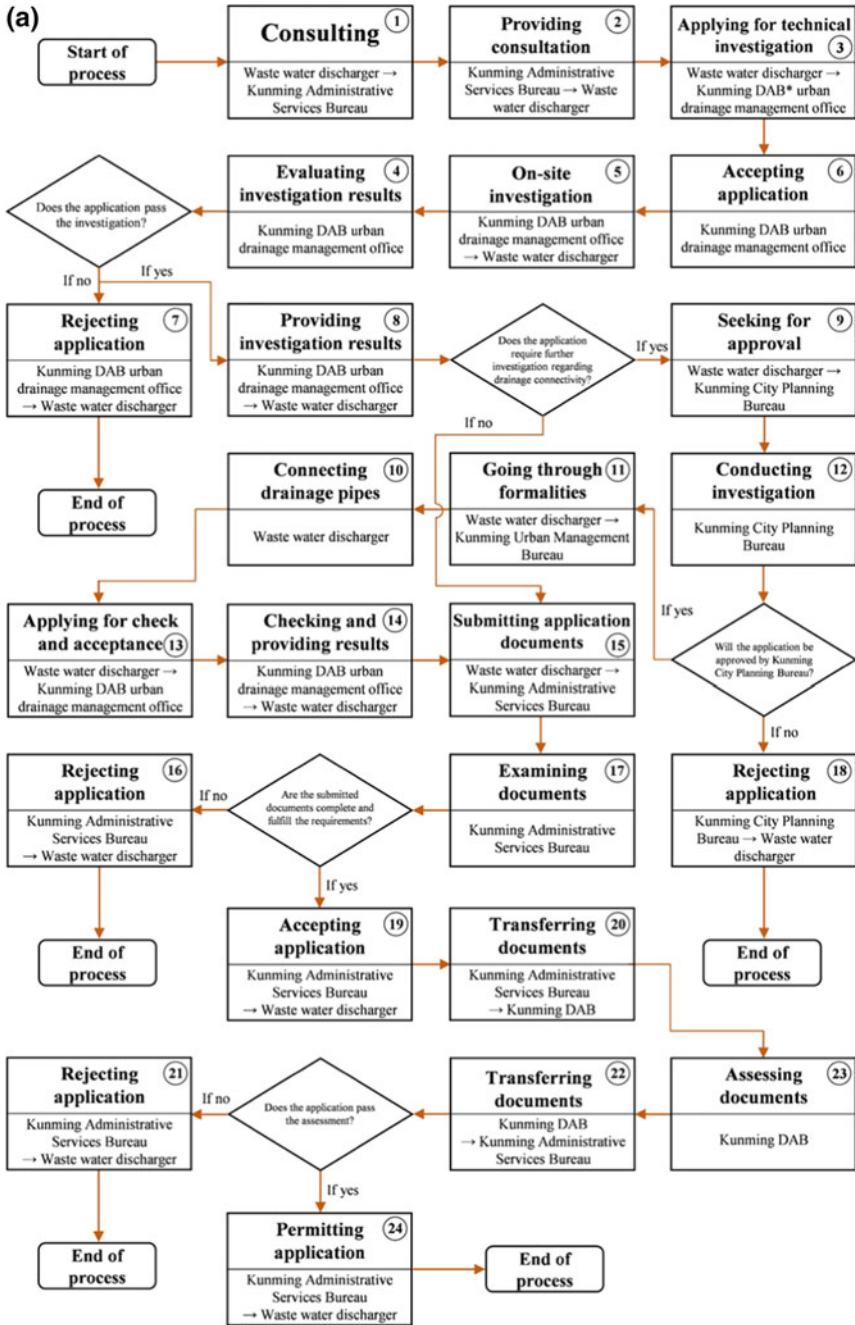 (a)
Start of
process
Consulting
1
Waste water discharger →
Kunming Administrative
Services Bureau
Providing
consultation
2
Kunming Administrative
Services Bureau → Waste
water discharger
Applying for technical
investigation
3
Waste water discharger →
Kunming DAB* urban
drainage management office
Does the application pass
the investigation?
Evaluating
investigation results
4
Kunming DAB urban
drainage management office
On-site
investigation
5
Kunming DAB urban
drainage management office
→ Waste water discharger
Accepting
application
6
Kunming DAB urban
drainage management office
If no
If yes
Rejecting
application
7
Kunming DAB urban
drainage management office
→ Waste water discharger
Providing
investigation results
8
Kunming DAB urban
drainage management office
→ Waste water discharger
Does the application
require further
investigation regarding
drainage connectivity?
If yes
If no
Seeking for
approval
9
Waste water discharger →
Kunming City Planning
Bureau
End of
process
Connecting
drainage pipes
10
Waste water discharger
Going through
formalities
11
Waste water discharger →
Kunming Urban Management
Bureau
Conducting
investigation
12
Kunming City Planning
Bureau
Applying for check
and acceptance
13
Waste water discharger →
Kunming DAB urban
drainage management office
Checking and
providing results
14
Kunming DAB urban
drainage management office
→ Waste water discharger
Submitting application
documents
15
Waste water discharger →
Kunming Administrative
Services Bureau
If yes
Will the application be
approved by Kunming
City Planning Bureau?
If no
Rejecting
application
16
Kunming Administrative
Services Bureau
→ Waste water discharger
If no
Are the submitted
documents complete and
fulfill the requirements?
If yes
Examining
documents
17
Kunming Administrative
Services Bureau
Rejecting
application
18
Kunming City Planning
Bureau → Waste water
discharger
End of
process
Accepting
application
19
Kunming Administrative
Services Bureau
→ Waste water discharger
Transferring
documents
20
Kunming Administrative
Services Bureau
→ Kunming DAB
End of
process
Rejecting
application
21
Kunming Administrative
Services Bureau
→ Waste water discharger
If no
Does the application pass
the assessment?
If yes
Transferring
documents
22
Kunming DAB
→ Kunming Administrative
Services Bureau
Assessing
documents
23
Kunming DAB
End of
process
Permitting
application
24
Kunming Administrative
Services Bureau
→ Waste water discharger
End of
process